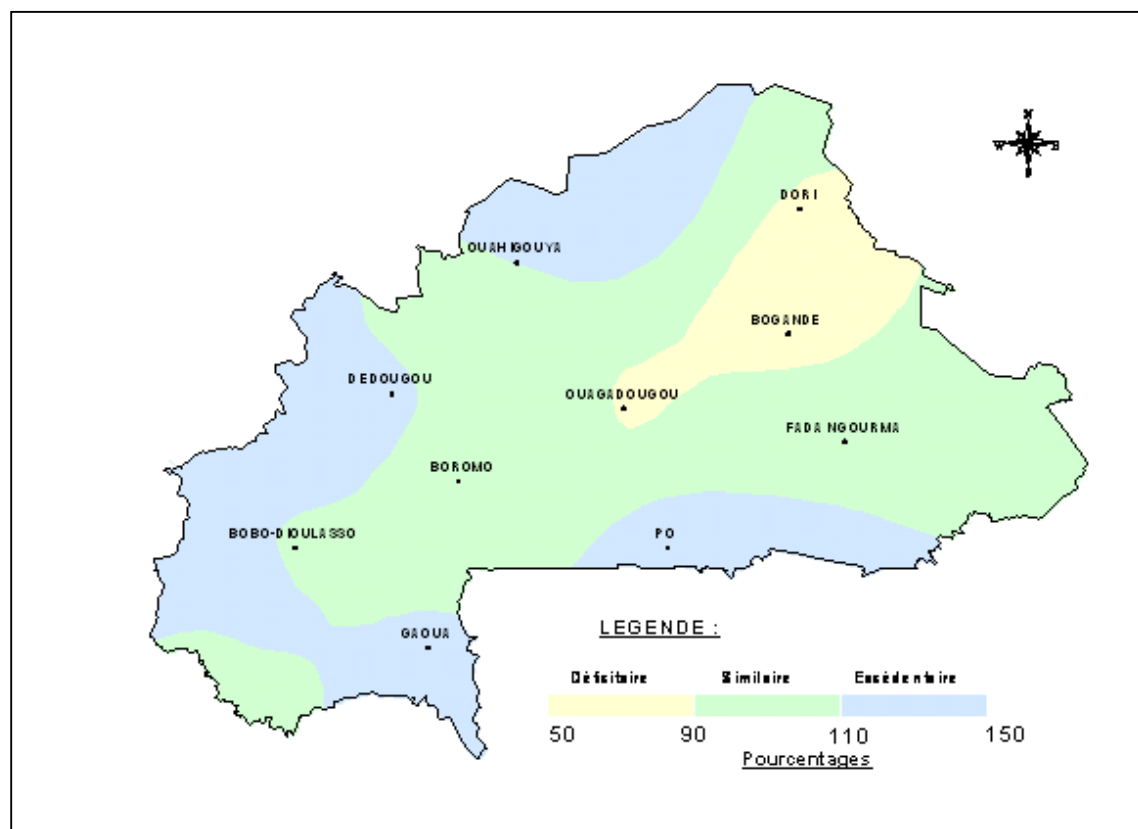 N
W E
S
DORI
OUAHIGOUYA
BOGANDE
DEDOUGOU
OUAGADOUGOU
FADA NGOURMA
BOROMO
BOBO-DIOULASSO
PO
GAOUA
LEGENDE :
Déficitaire Similaire Excédentaire
50 90 110 150
Pourcentages